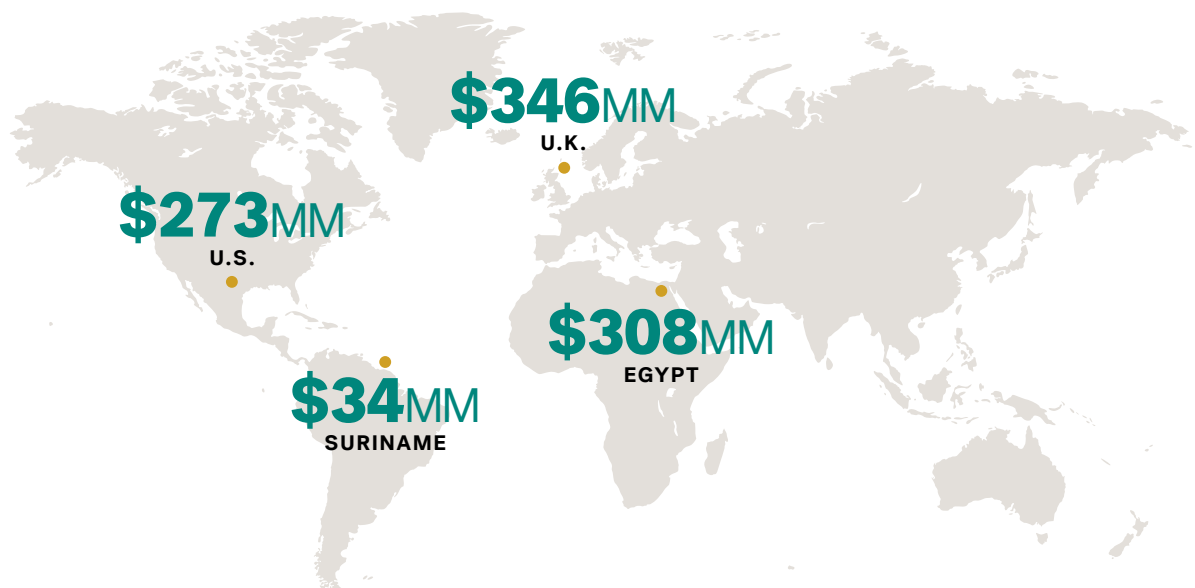 $346MM
U.K.
$273MM
U.S.
$308MM
EGYPT
$34MM
SURINAME